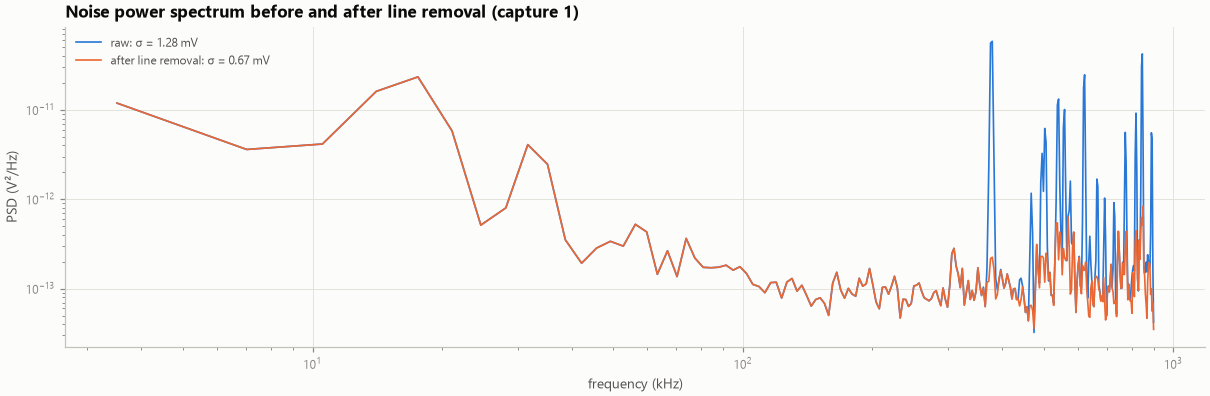 Noise power spectrum before and after line removal (capture 1)
raw: σ = 1.28 mV
after line removal: σ = 0.67 mV
PSD (V²/Hz)
10⁻¹¹
10⁻¹²
10⁻¹³
10¹
10²
10³
frequency (kHz)